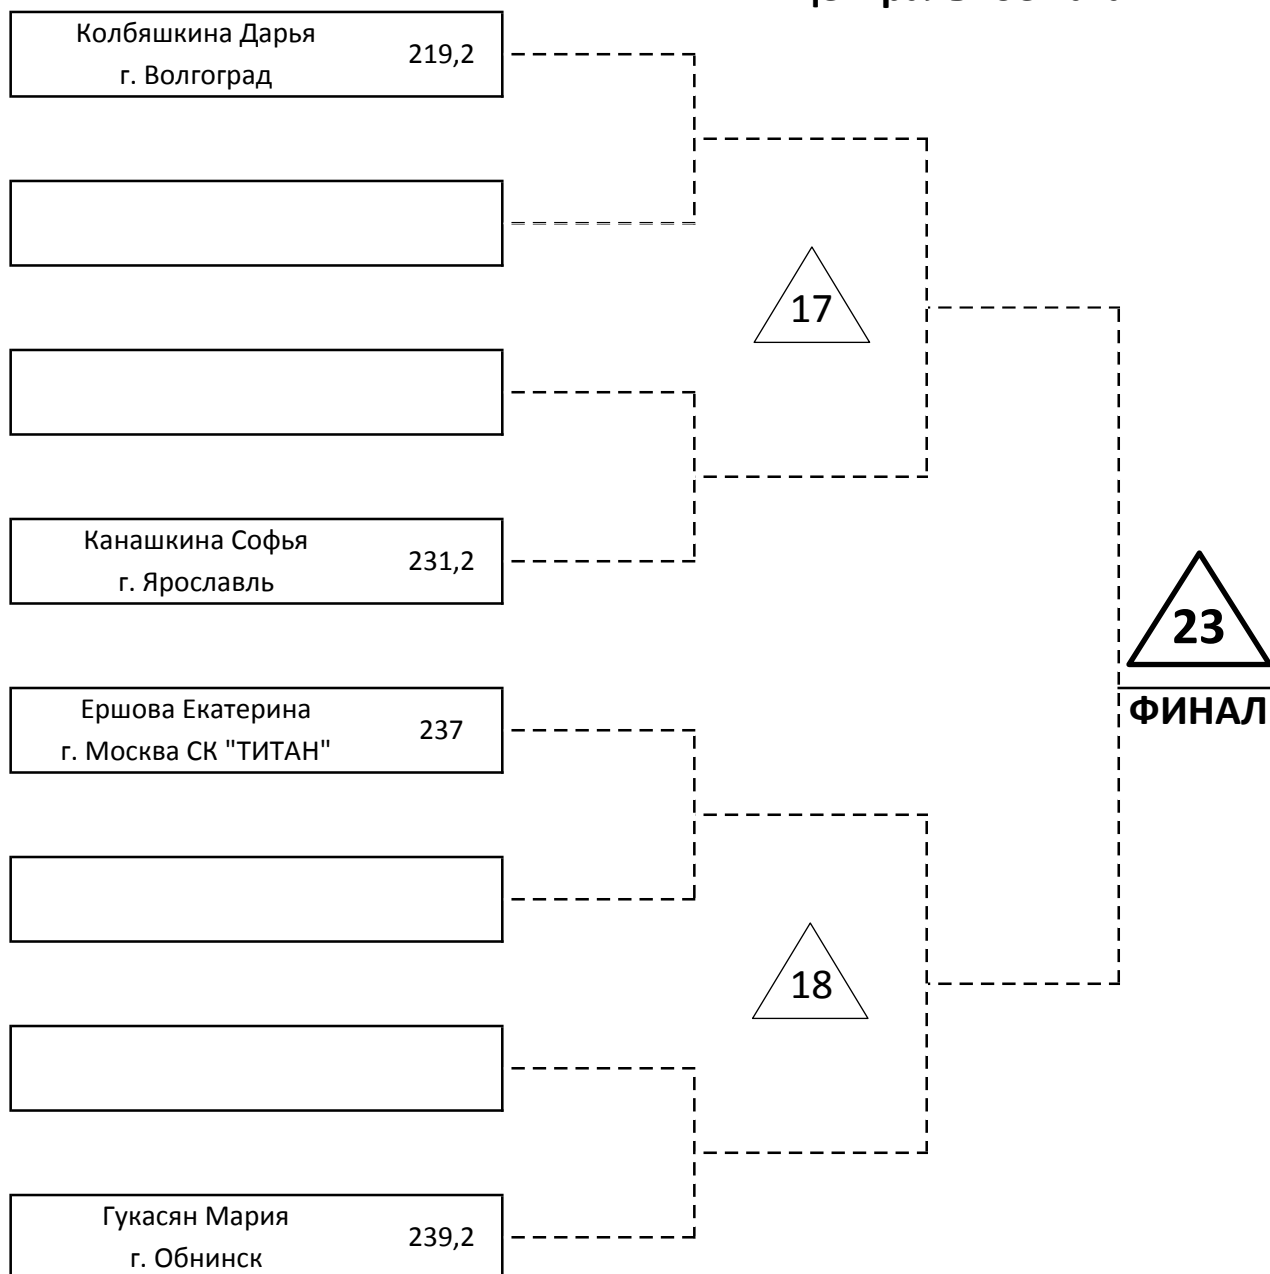 Колбяшкина Дарья
219,2
г. Волгоград
17
Канашкина Софья
231,2
г. Ярославль
23
ФИНАЛ
Ершова Екатерина
237
г. Москва СК "ТИТАН"
18
Гукасян Мария
239,2
г. Обнинск